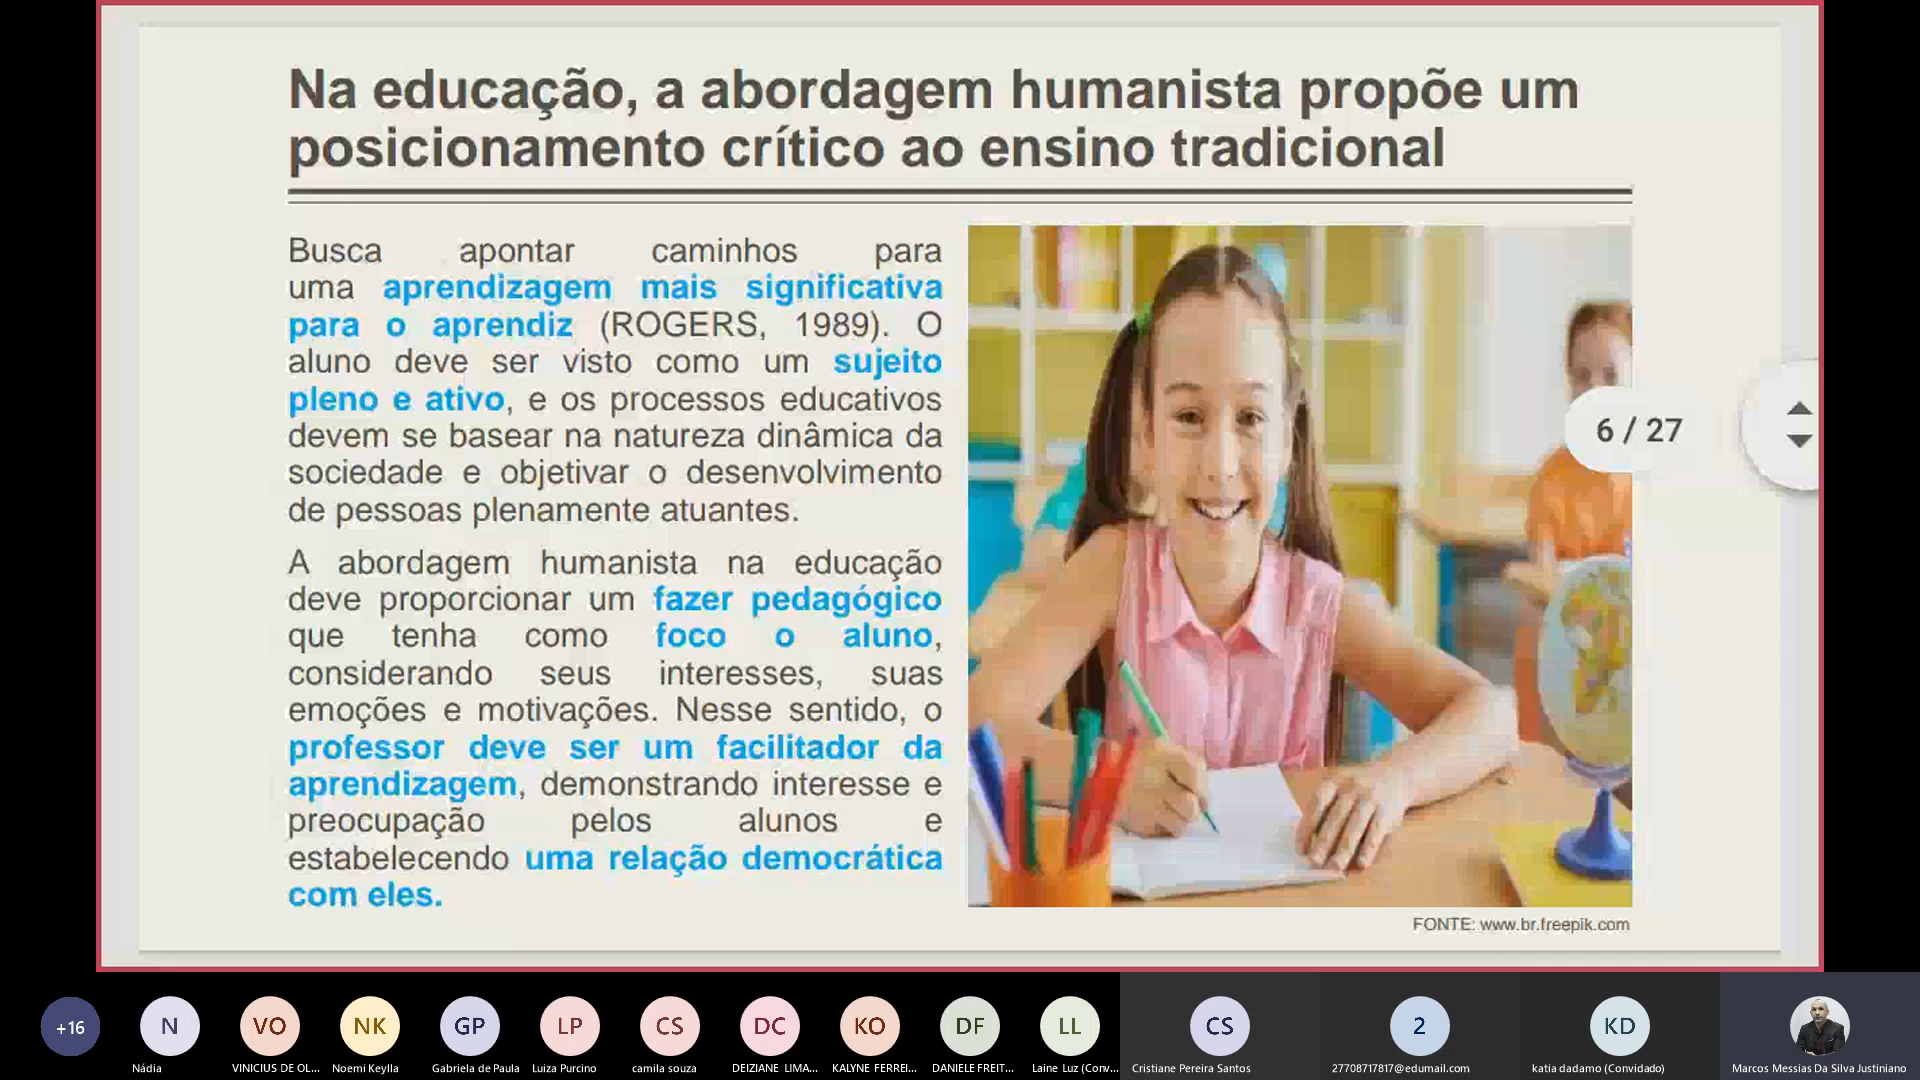 Na educação, a abordagem humanista propõe um
posicionamento crítico ao ensino tradicional
Busca apontar caminhos para
uma aprendizagem mais significativa
para o aprendiz (ROGERS, 1989). O
aluno deve ser visto como um sujeito
pleno e ativo, e os processos educativos
devem se basear na natureza dinâmica da
sociedade e objetivar o desenvolvimento
de pessoas plenamente atuantes.
A abordagem humanista na educação
deve proporcionar um fazer pedagógico
que tenha como foco o aluno,
considerando seus interesses, suas
emoções e motivações. Nesse sentido, o
professor deve ser um facilitador da
aprendizagem, demonstrando interesse e
preocupação pelos alunos e
estabelecendo uma relação democrática
com eles.
6 / 27
FONTE: www.br.freepik.com
+16
N
VO
NK
GP
LP
CS
DC
KO
DF
LL
CS
2
KD
Nádia
VINICIUS DE OL...
Noemi Keylla
Gabriela de Paula
Luiza Purcino
camila souza
DEIZIANE LIMA...
KALYNE FERREI...
DANIELE FREIT...
Laine Luz (Conv...
Cristiane Pereira Santos
27708717817@edumail.com
katia dadamo (Convidado)
Marcos Messias Da Silva Justiniano